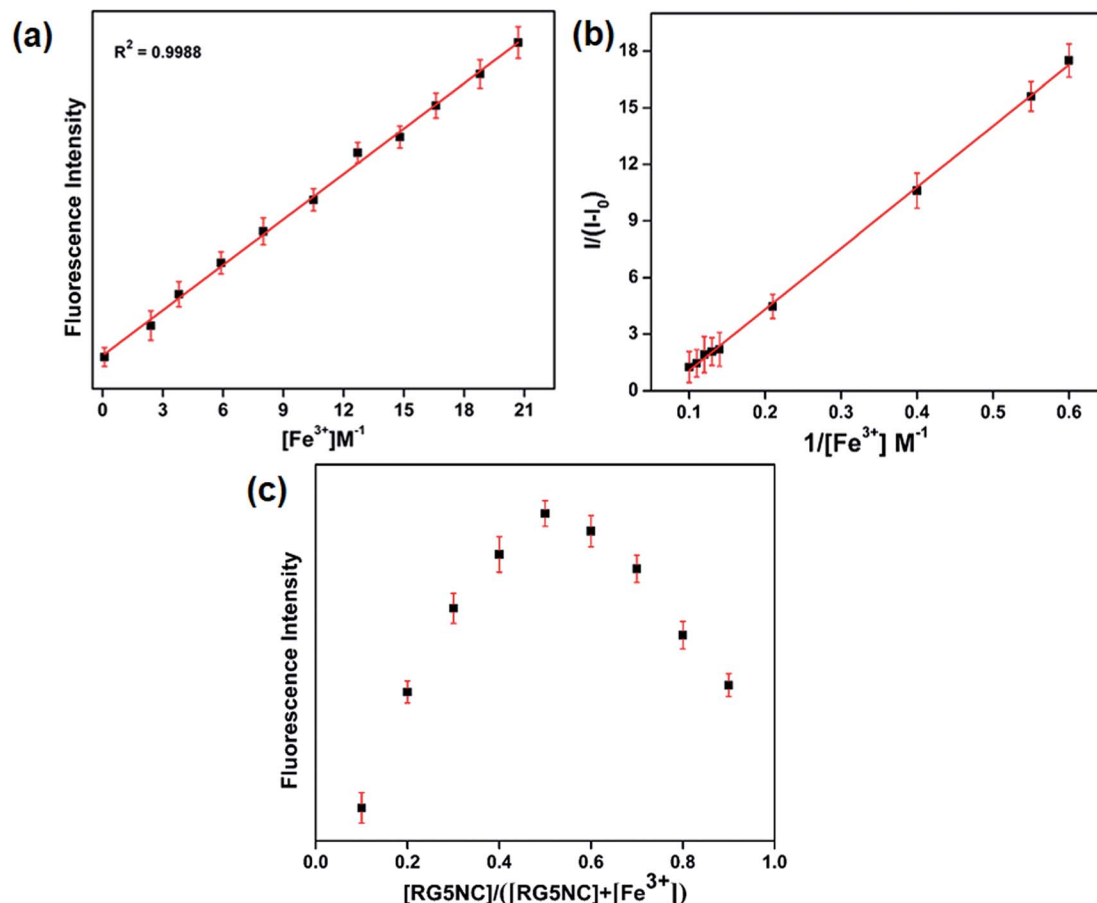 (a)
R² = 0.9988
Fluorescence Intensity
0 3 6 9 12 15 18 21
[Fe³⁺]M⁻¹
(b)
18
15
12
9
6
3
0
I/(I-I₀)
0.1 0.2 0.3 0.4 0.5 0.6
1/[Fe³⁺] M⁻¹
(c)
Fluorescence Intensity
0.0 0.2 0.4 0.6 0.8 1.0
[RG5NC]/([RG5NC]+[Fe³⁺])